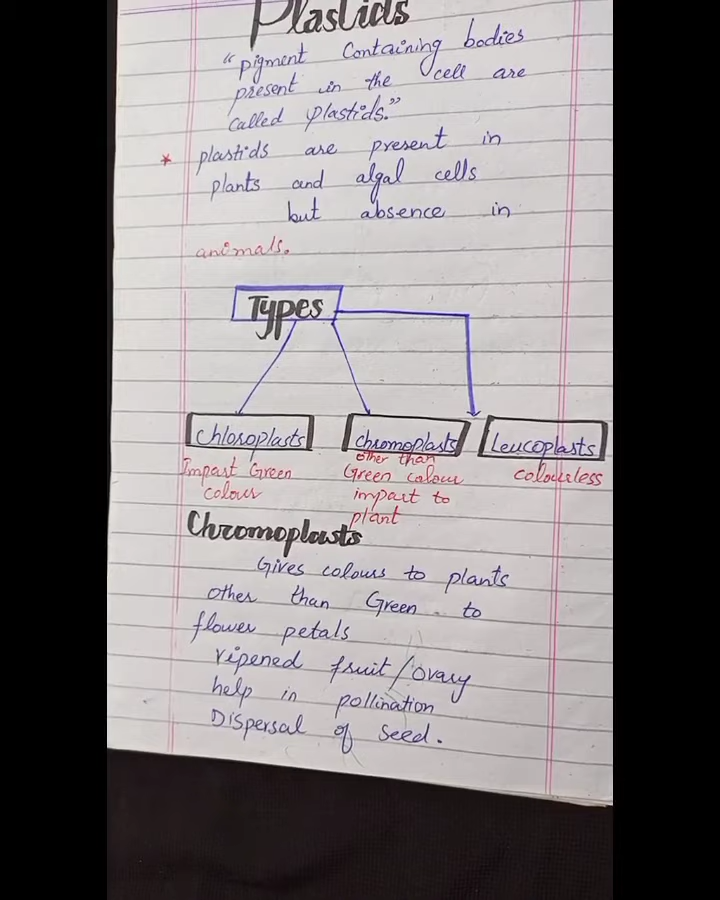 Plastids
"pigment Containing bodies
present in the cell are
called plastids."
* plastids are present in
plants and algal cells
but absence in
animals.
Types
Chloroplasts
chromoplasts
Leucoplasts
Impart Green
colour
other than
Green colour
impart to
plant
colourless
Chromoplasts
Gives colours to plants
other than Green to
flower petals
ripened fruit/ovary
help in pollination
Dispersal of seed.